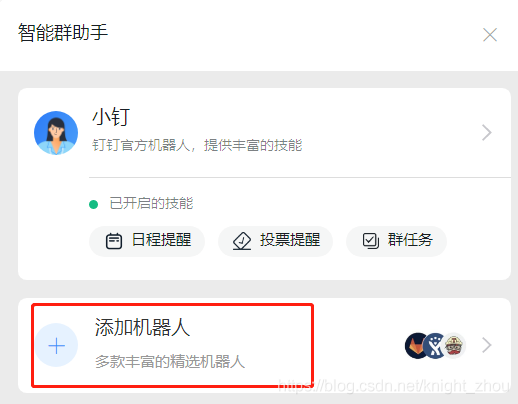 智能群助手
小钉
钉钉官方机器人，提供丰富的技能
已开启的技能
日程提醒 投票提醒 群任务
添加机器人
多款丰富的精选机器人
https://blog.csdn.net/knight_zhou